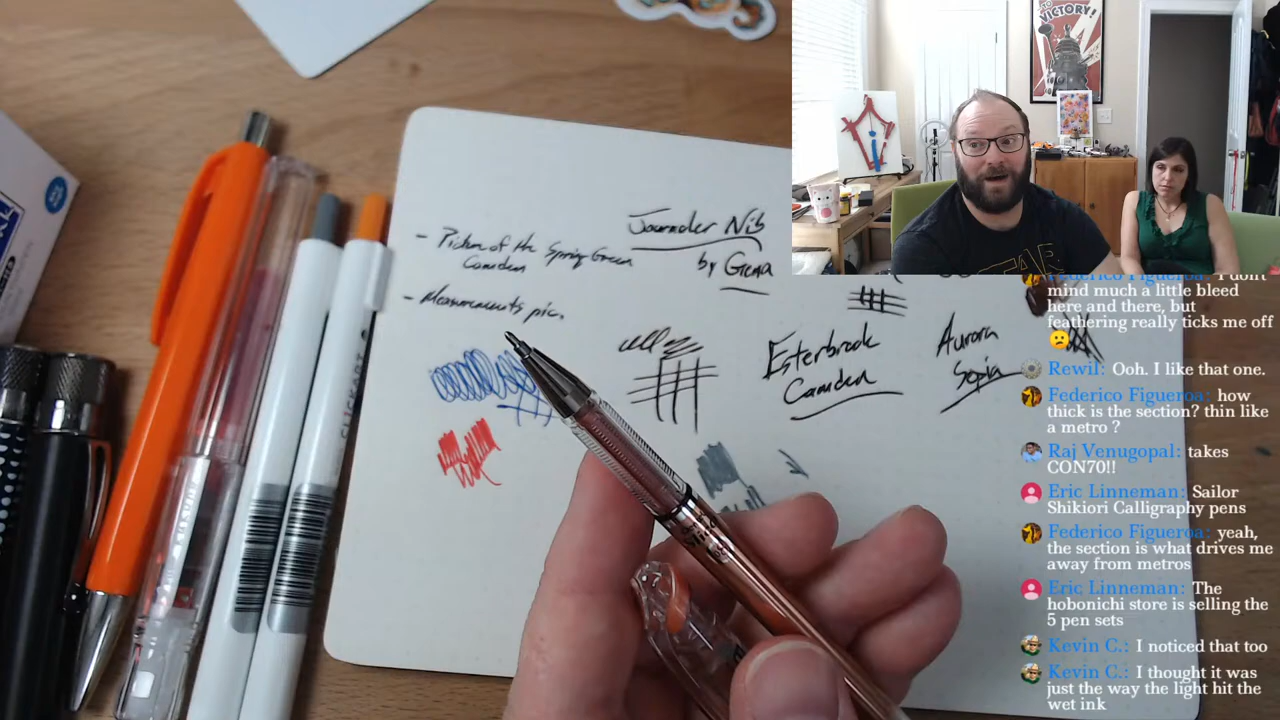 TO VICTORY!
Journaler Nib
by Gena
- Picture of the Spring Green
Camden
- Measurements pic.
Esterbrook
Camden
Aurora
Sepia
CLICKART
Federico Figueroa: I don't
mind much a little bleed
here and there, but
feathering really ticks me off
Rewil: Ooh. I like that one.
Federico Figueroa: how
thick is the section? thin like
a metro ?
Raj Venugopal: takes
CON70!!
Eric Linneman: Sailor
Shikiori Calligraphy pens
Federico Figueroa: yeah,
the section is what drives me
away from metros
Eric Linneman: The
hobonichi store is selling the
5 pen sets
Kevin C.: I noticed that too
Kevin C.: I thought it was
just the way the light hit the
wet ink